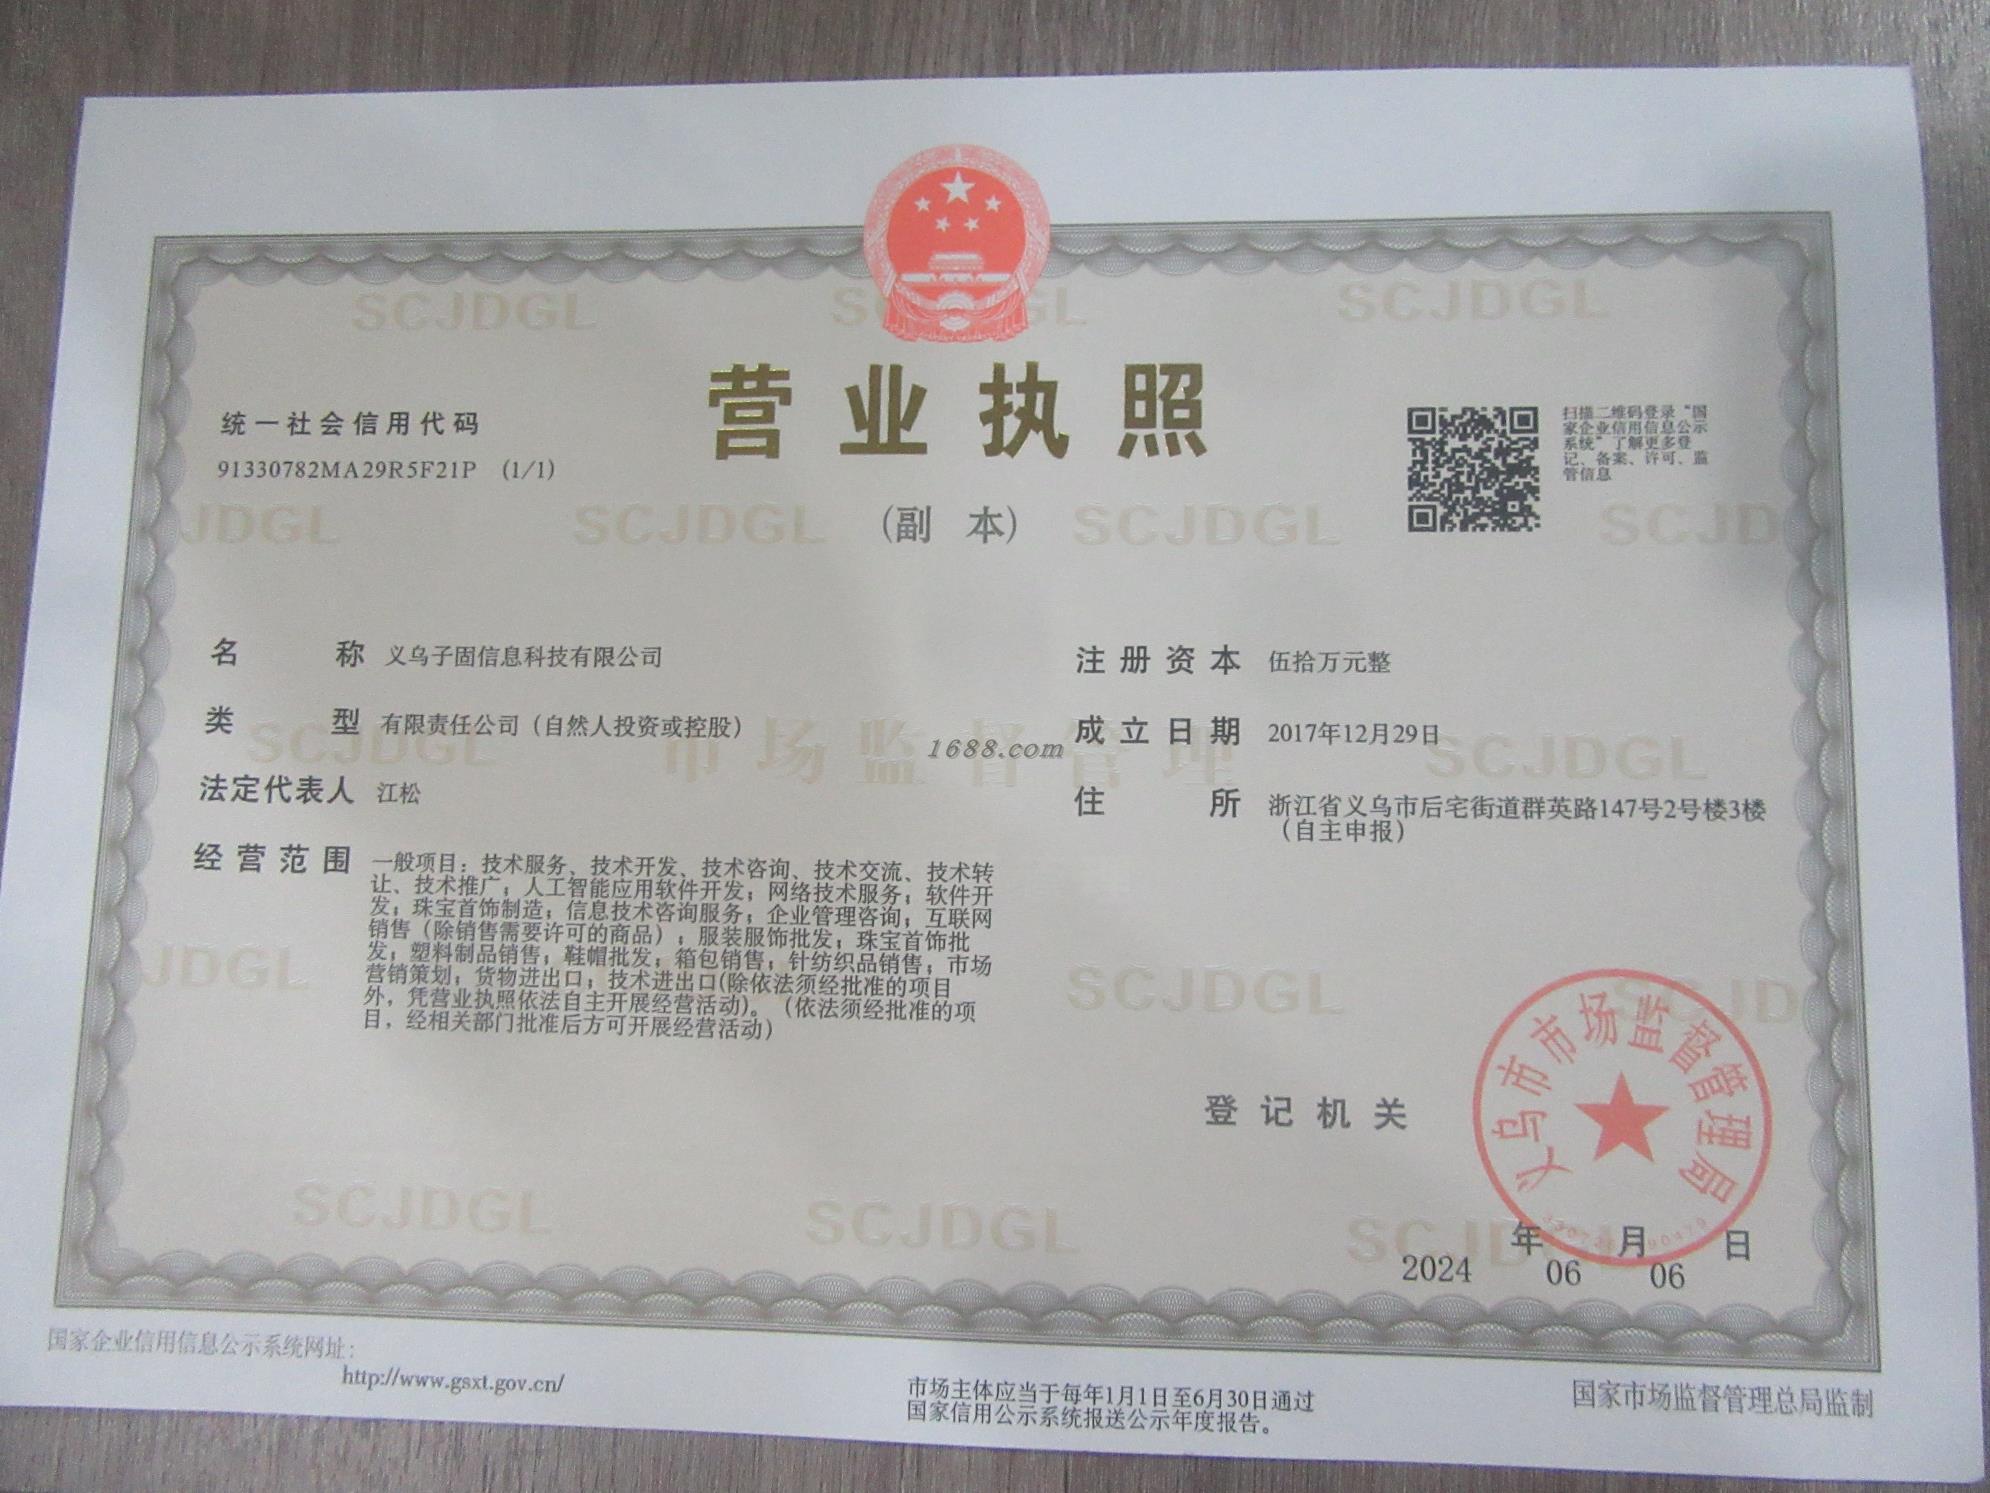 营业执照
(副 本)
统一社会信用代码
91330782MA29R5F21P (1/1)
扫描二维码登录“国
家企业信用信息公示
系统”了解更多登
记、备案、许可、监
管信息
名称 义乌子固信息科技有限公司
类型 有限责任公司（自然人投资或控股）
法定代表人 江松
经营范围 一般项目：技术服务、技术开发、技术咨询、技术交流、技术转
让、技术推广；人工智能应用软件开发；网络技术服务；软件开
发；珠宝首饰制造；信息技术咨询服务；企业管理咨询；互联网
销售（除销售需要许可的商品）；服装服饰批发；珠宝首饰批
发；塑料制品销售；鞋帽批发；箱包销售；针纺织品销售；市场
营销策划；货物进出口；技术进出口(除依法须经批准的项目
外，凭营业执照依法自主开展经营活动)。（依法须经批准的项
目，经相关部门批准后方可开展经营活动）
注册资本 伍拾万元整
成立日期 2017年12月29日
住所 浙江省义乌市后宅街道群英路147号2号楼3楼
（自主申报）
1688.com
市场监督管理
SCJDGL
登记机关
义乌市市场监督管理局
年 月 日
2024 06 06
国家企业信用信息公示系统网址：
http://www.gsxt.gov.cn/
市场主体应当于每年1月1日至6月30日通过
国家信用公示系统报送公示年度报告。
国家市场监督管理总局监制